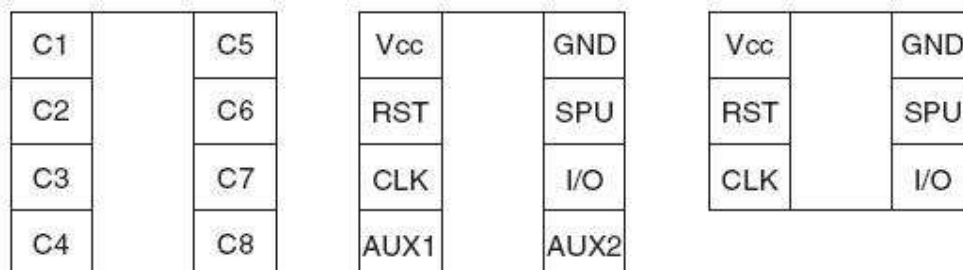 C1 C5 Vcc GND Vcc GND
C2 C6 RST SPU RST SPU
C3 C7 CLK I/O CLK I/O
C4 C8 AUX1 AUX2